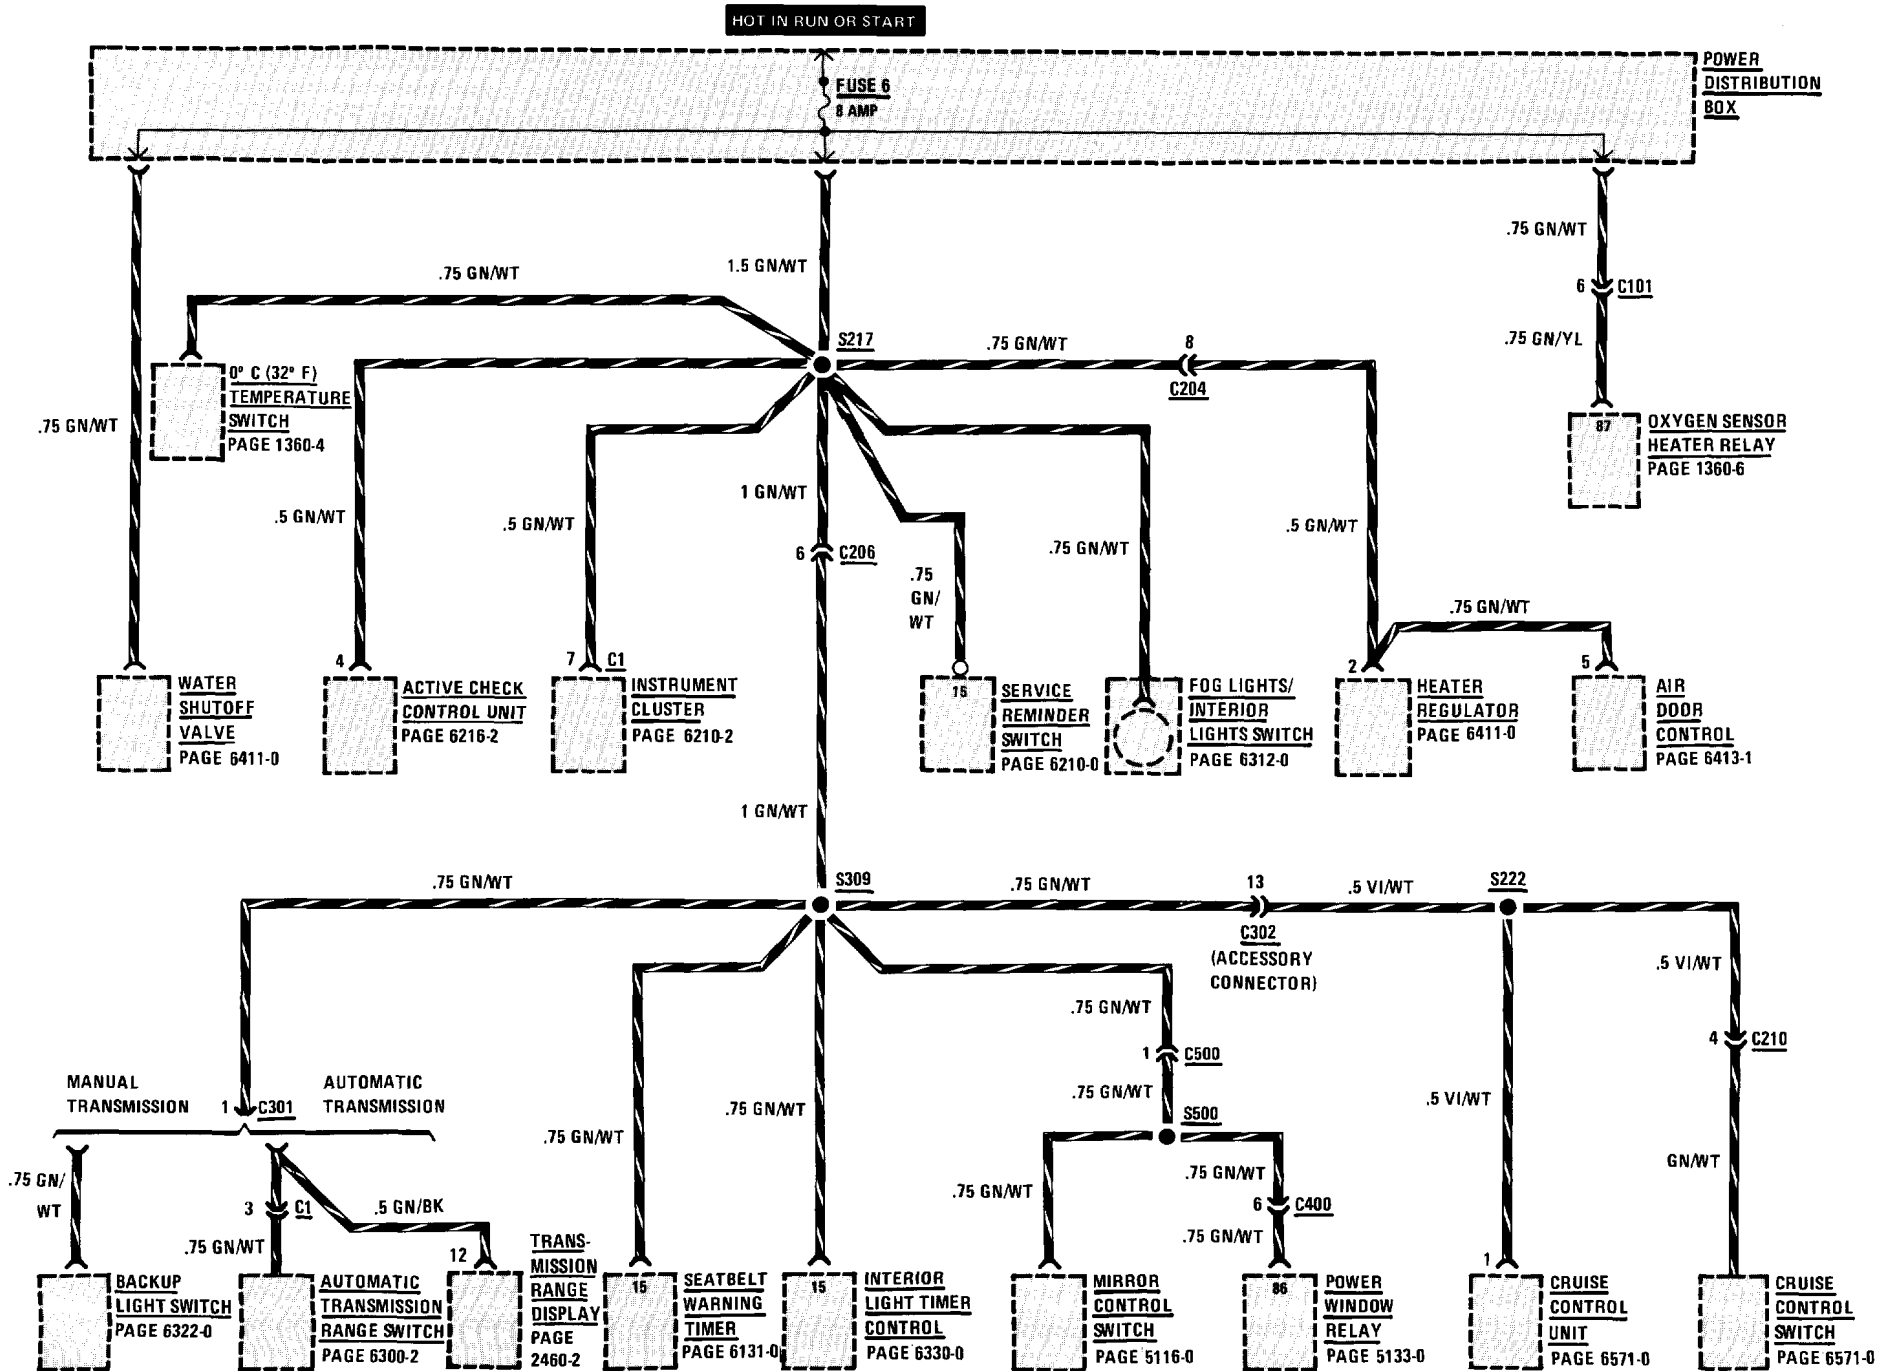 HOT IN RUN OR START
POWER
DISTRIBUTION
BOX
FUSE 6
8 AMP
.75 GN/WT
1.5 GN/WT
.75 GN/WT
6
C101
.75 GN/YL
S217
.75 GN/WT
8
C204
0° C (32° F)
TEMPERATURE
SWITCH
PAGE 1360-4
.75 GN/WT
87
OXYGEN SENSOR
HEATER RELAY
PAGE 1360-6
.5 GN/WT
.5 GN/WT
1 GN/WT
6
C206
.75
GN/
WT
.75 GN/WT
.5 GN/WT
.75 GN/WT
4
7
C1
2
5
WATER
SHUTOFF
VALVE
PAGE 6411-0
ACTIVE CHECK
CONTROL UNIT
PAGE 6216-2
INSTRUMENT
CLUSTER
PAGE 6210-2
15
SERVICE
REMINDER
SWITCH
PAGE 6210-0
FOG LIGHTS/
INTERIOR
LIGHTS SWITCH
PAGE 6312-0
HEATER
REGULATOR
PAGE 6411-0
AIR
DOOR
CONTROL
PAGE 6413-1
1 GN/WT
.75 GN/WT
S309
.75 GN/WT
13
C302
(ACCESSORY
CONNECTOR)
.5 VI/WT
S222
.5 VI/WT
4
C210
.75 GN/WT
1
C500
.75 GN/WT
S500
MANUAL
TRANSMISSION
1
C301
AUTOMATIC
TRANSMISSION
.75 GN/WT
.75 GN/WT
.5 VI/WT
GN/WT
.75 GN/
WT
3
C1
.5 GN/BK
.75 GN/WT
12
.75 GN/WT
.75 GN/WT
6
C400
.75 GN/WT
1
BACKUP
LIGHT SWITCH
PAGE 6322-0
AUTOMATIC
TRANSMISSION
RANGE SWITCH
PAGE 6300-2
TRANS-
MISSION
RANGE
DISPLAY
PAGE
2460-2
15
SEATBELT
WARNING
TIMER
PAGE 6131-0
15
INTERIOR
LIGHT TIMER
CONTROL
PAGE 6330-0
MIRROR
CONTROL
SWITCH
PAGE 5116-0
86
POWER
WINDOW
RELAY
PAGE 5133-0
CRUISE
CONTROL
UNIT
PAGE 6571-0
CRUISE
CONTROL
SWITCH
PAGE 6571-0